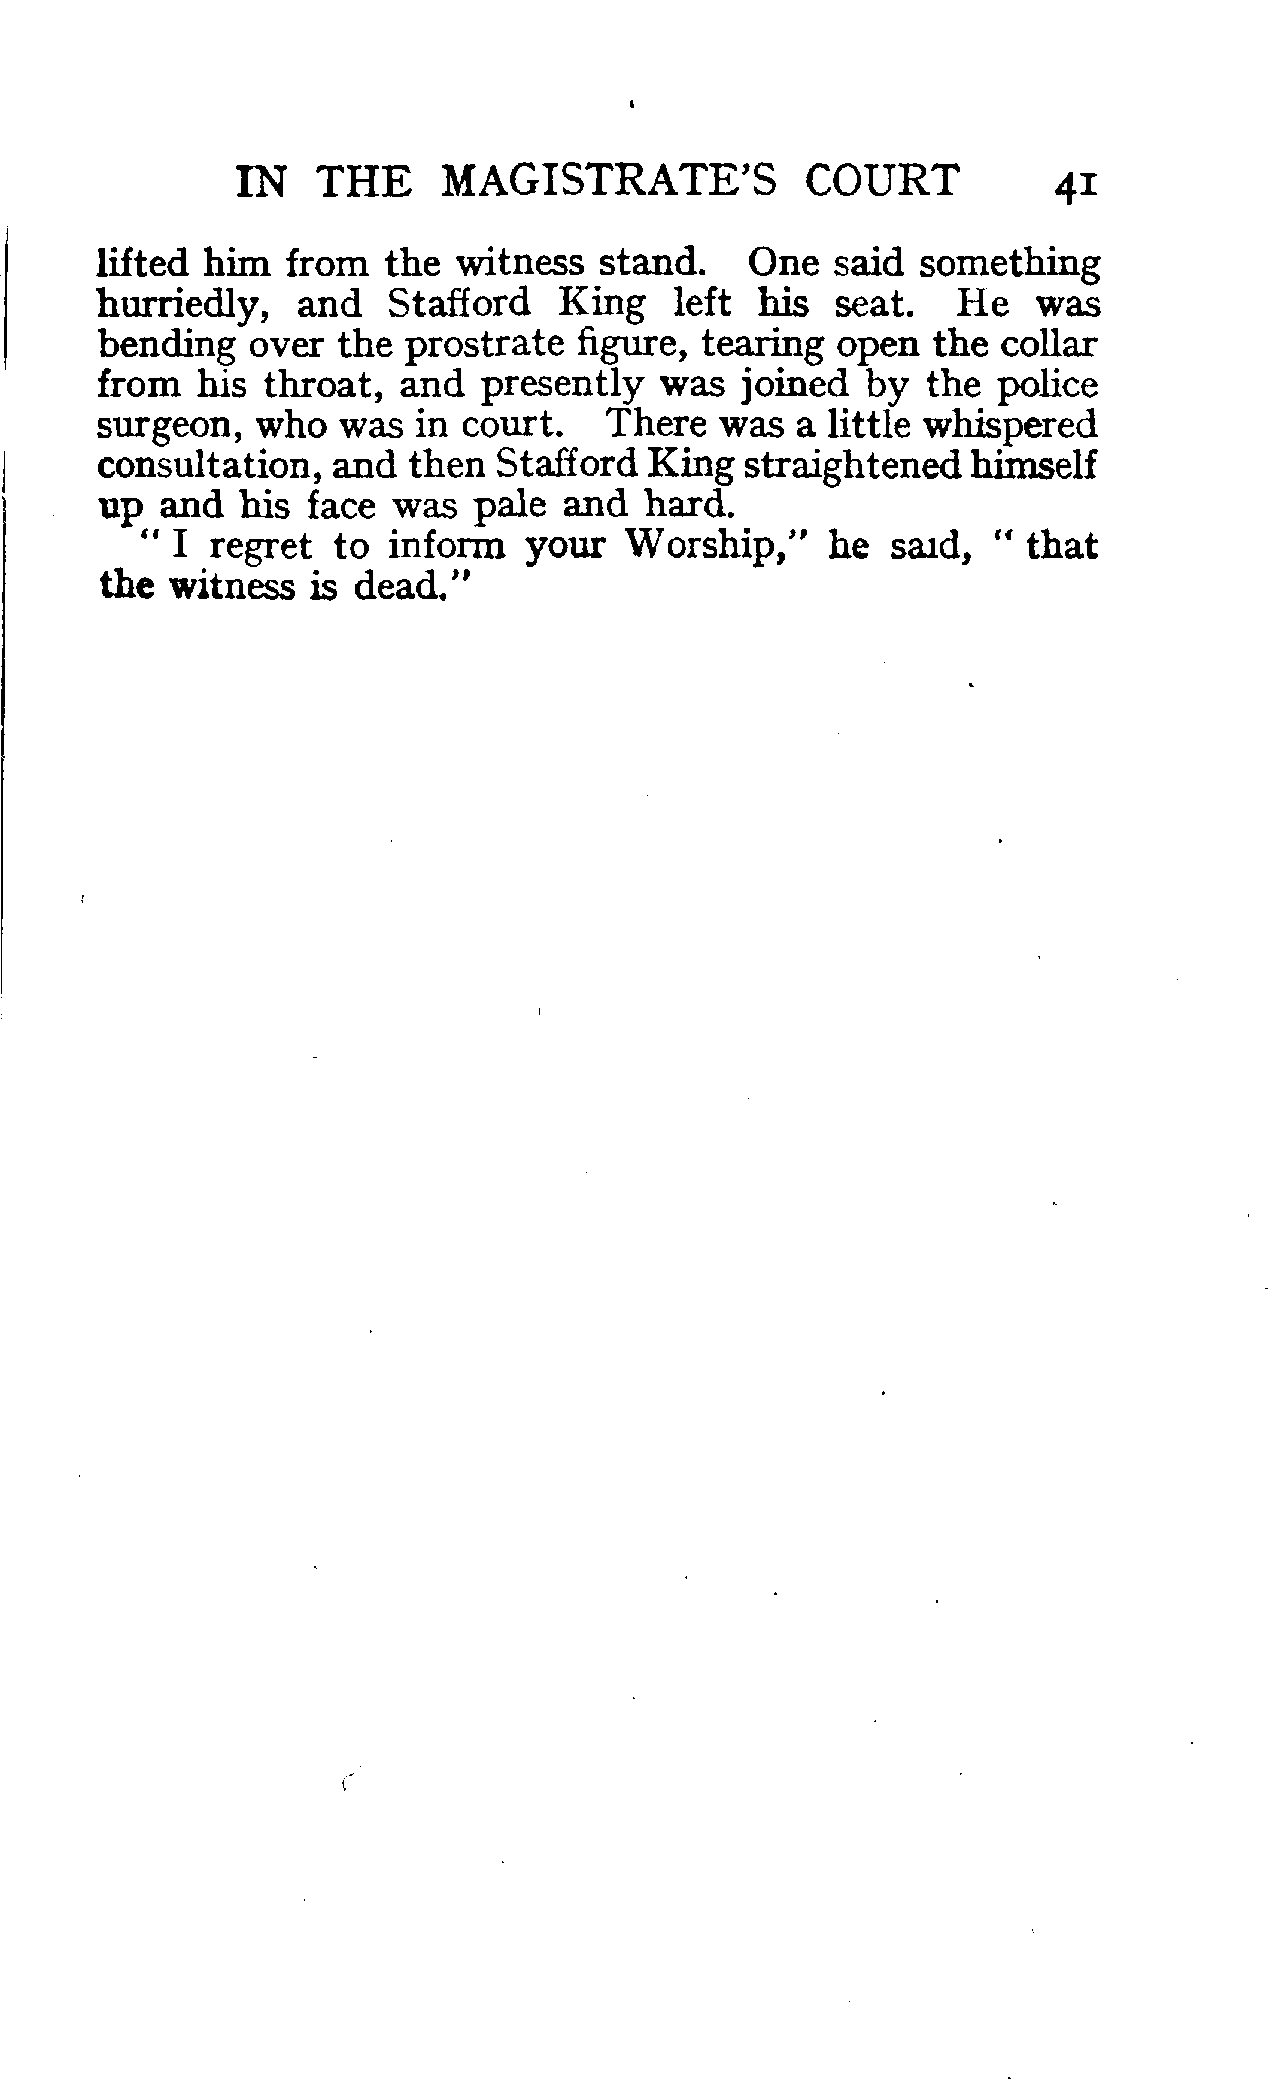 IN THE MAGISTRATE'S COURT 41
lifted him from the witness stand. One said something
hurriedly, and Stafford King left his seat. He was
bending over the prostrate figure, tearing open the collar
from his throat, and presently was joined by the police
surgeon, who was in court. There was a little whispered
consultation, and then Stafford King straightened himself
up and his face was pale and hard.
" I regret to inform your Worship," he said, " that
the witness is dead."